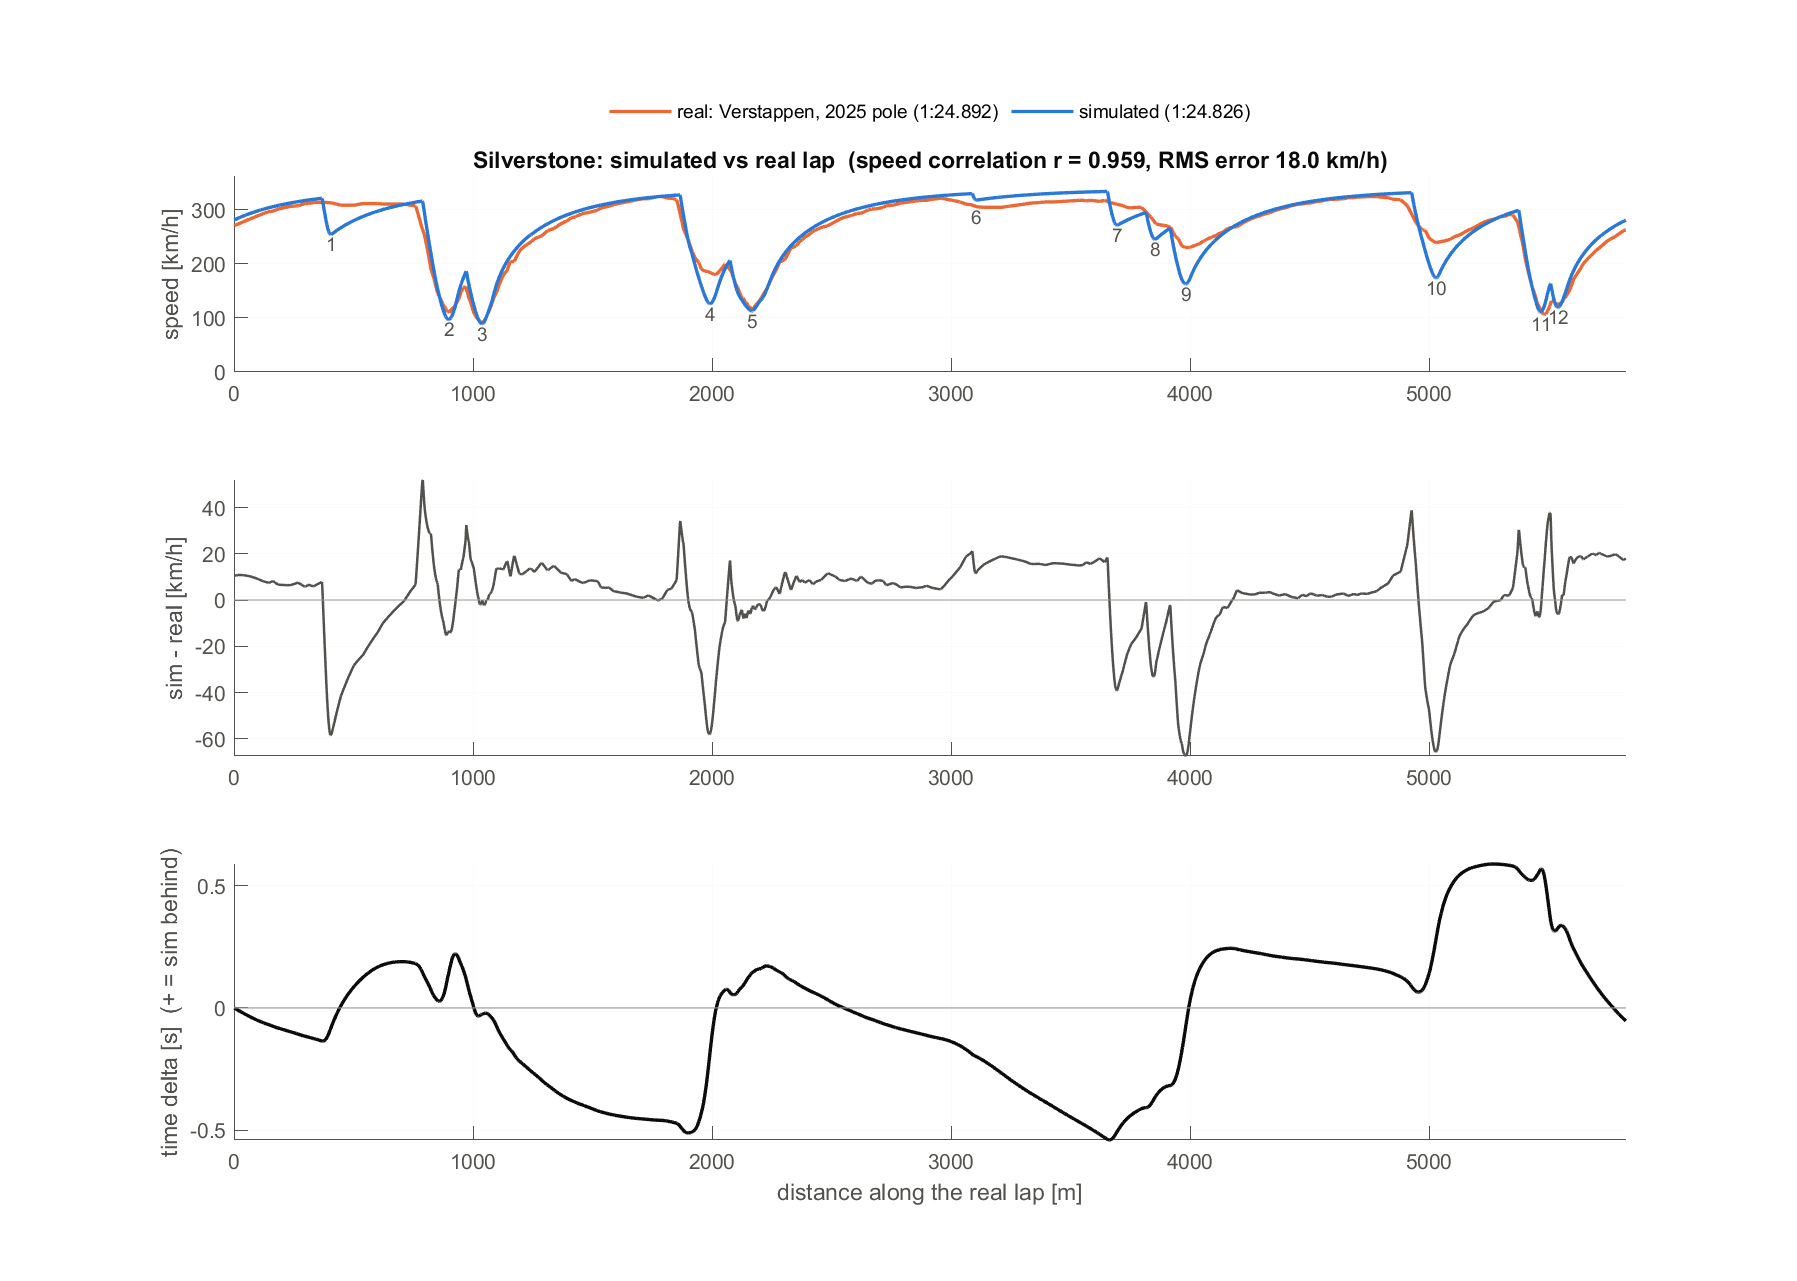 real: Verstappen, 2025 pole (1:24.892) simulated (1:24.826)
Silverstone: simulated vs real lap (speed correlation r = 0.959, RMS error 18.0 km/h)
speed [km/h]
300
200
100
0
1
2
3
4
5
6
7
8
9
10
11
12
0 1000 2000 3000 4000 5000
sim - real [km/h]
40
20
0
-20
-40
-60
0 1000 2000 3000 4000 5000
time delta [s] (+ = sim behind)
0.5
0
-0.5
0 1000 2000 3000 4000 5000
distance along the real lap [m]